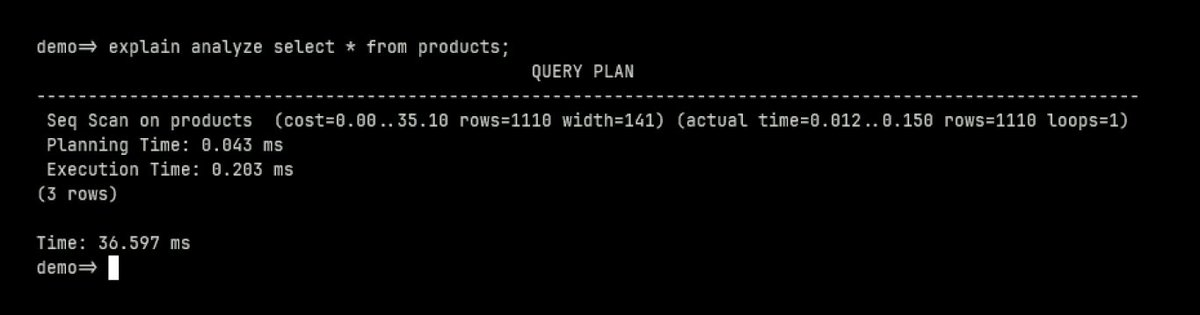 demo=> explain analyze select * from products;
QUERY PLAN
-----------------------------------------------------------------------------------------------------------
Seq Scan on products  (cost=0.00..35.10 rows=1110 width=141) (actual time=0.012..0.150 rows=1110 loops=1)
Planning Time: 0.043 ms
Execution Time: 0.203 ms
(3 rows)
Time: 36.597 ms
demo=>